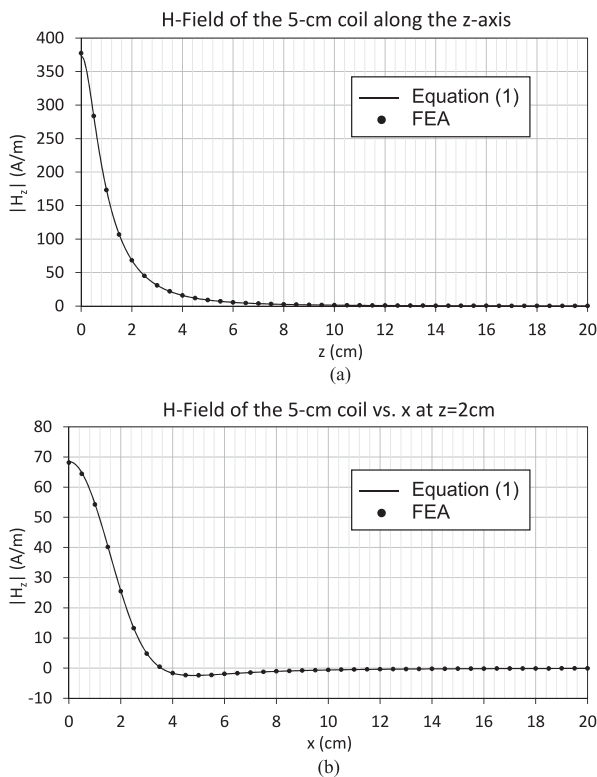 H-Field of the 5-cm coil along the z-axis
400
350
300
250
200
150
100
50
0
|Hz| (A/m)
Equation (1)
FEA
0 2 4 6 8 10 12 14 16 18 20
z (cm)
(a)
H-Field of the 5-cm coil vs. x at z=2cm
80
70
60
50
40
30
20
10
0
-10
|Hz| (A/m)
Equation (1)
FEA
0 2 4 6 8 10 12 14 16 18 20
x (cm)
(b)